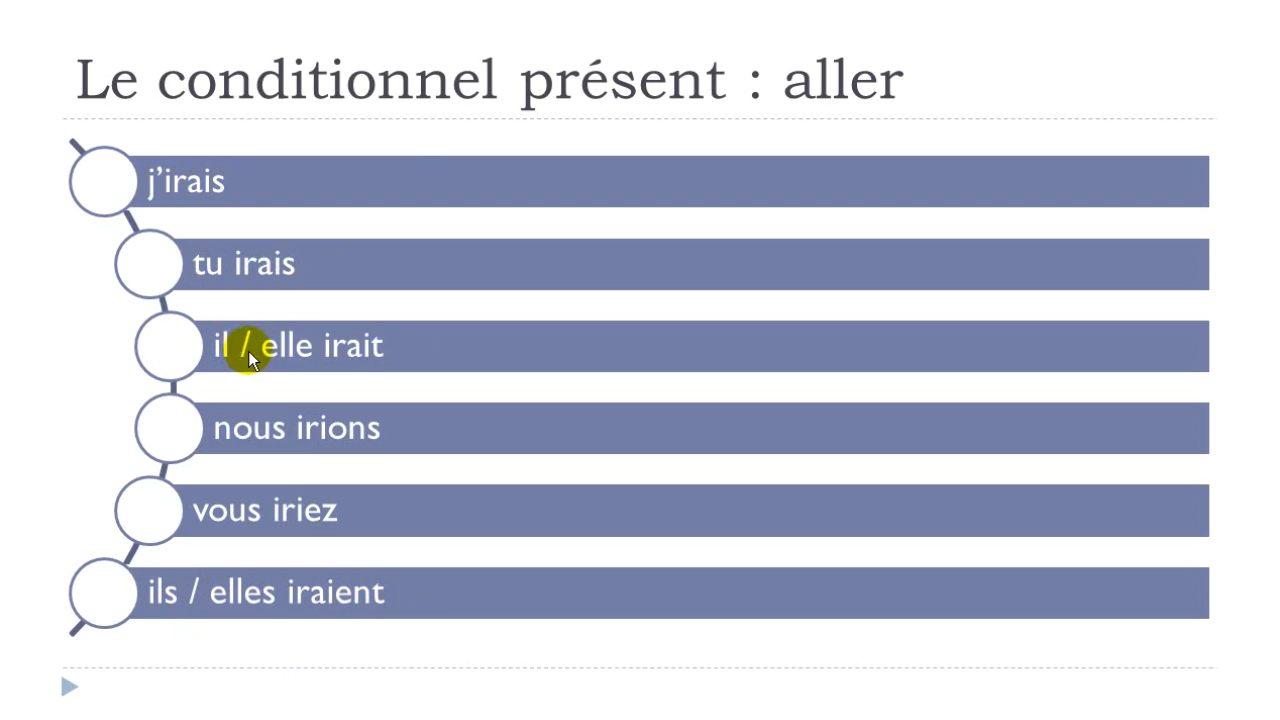 Le conditionnel présent : aller
j’irais
tu irais
il / elle irait
nous irions
vous iriez
ils / elles iraient